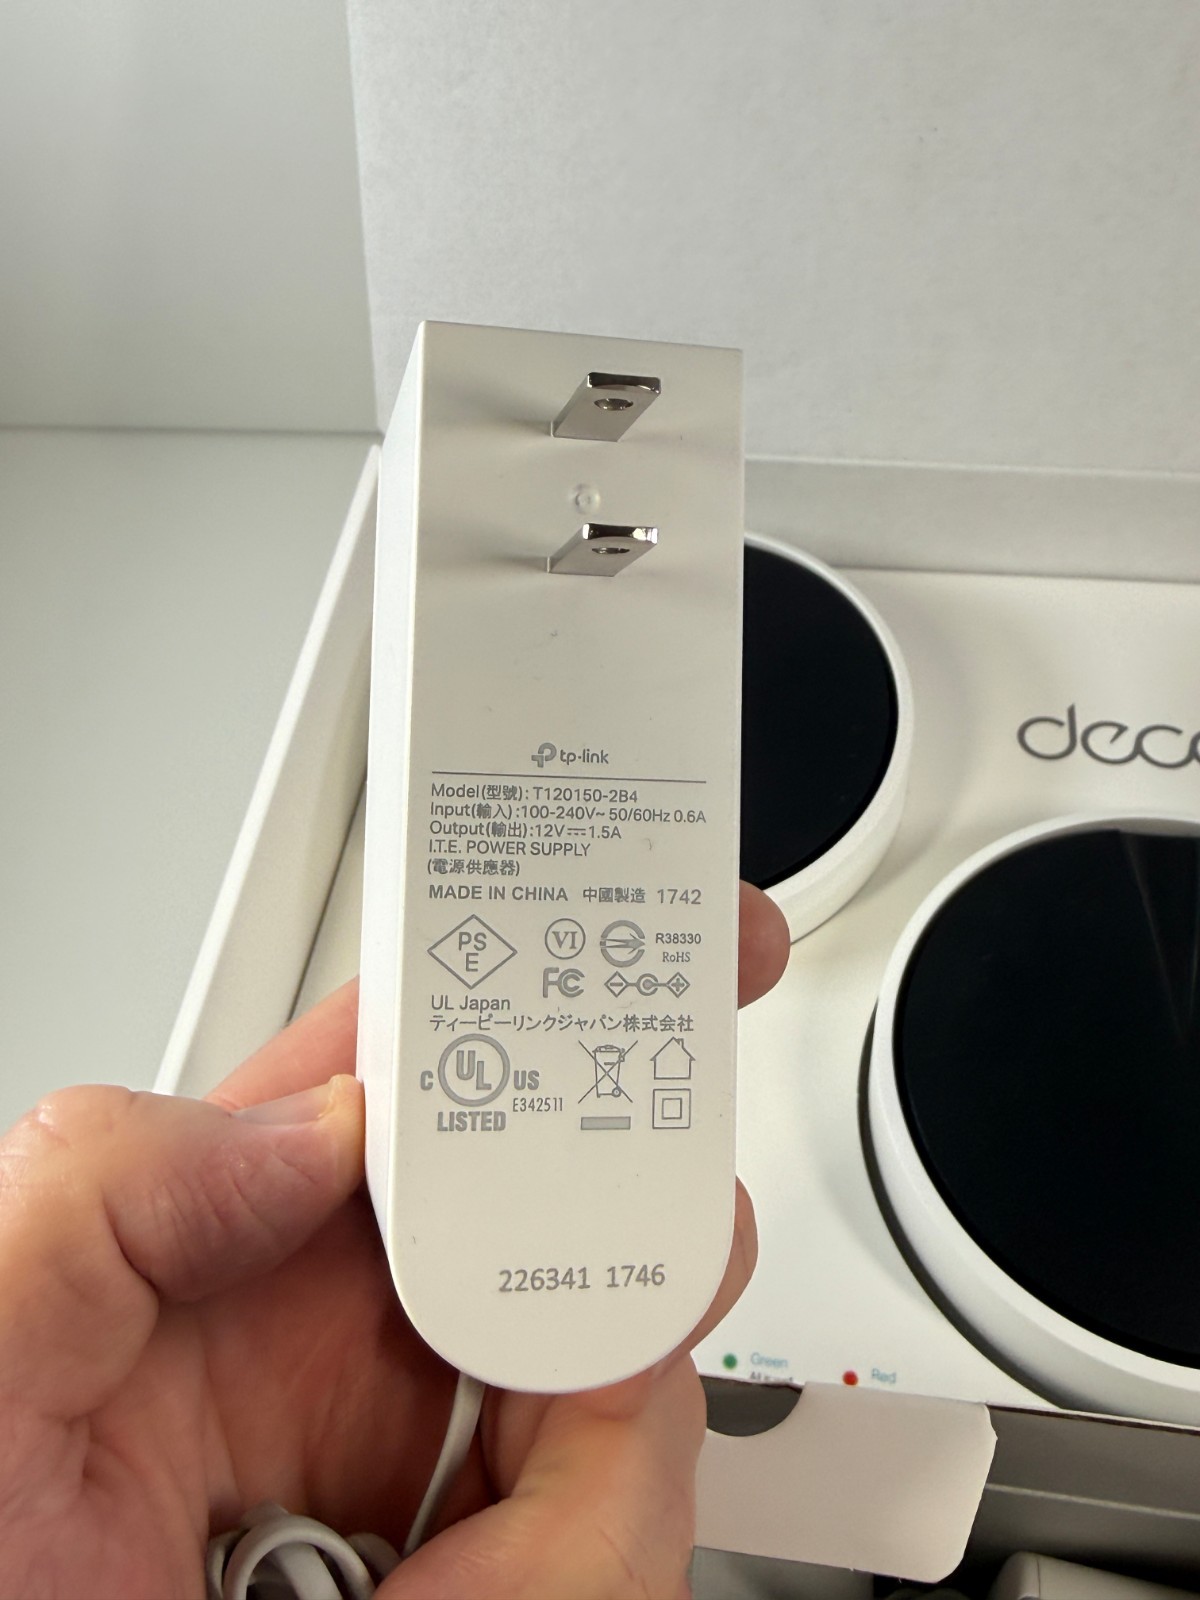 tp-link
Model(型號):T120150-2B4
Input(輸入):100-240V~ 50/60Hz 0.6A
Output(輸出):12V⎓1.5A
I.T.E. POWER SUPPLY
(電源供應器)
MADE IN CHINA 中國製造 1742
PS
E
VI
R38330
RoHS
FC
UL Japan
ティーピーリンクジャパン株式会社
C UL US
LISTED
E342511
226341 1746
deco
Green
Red